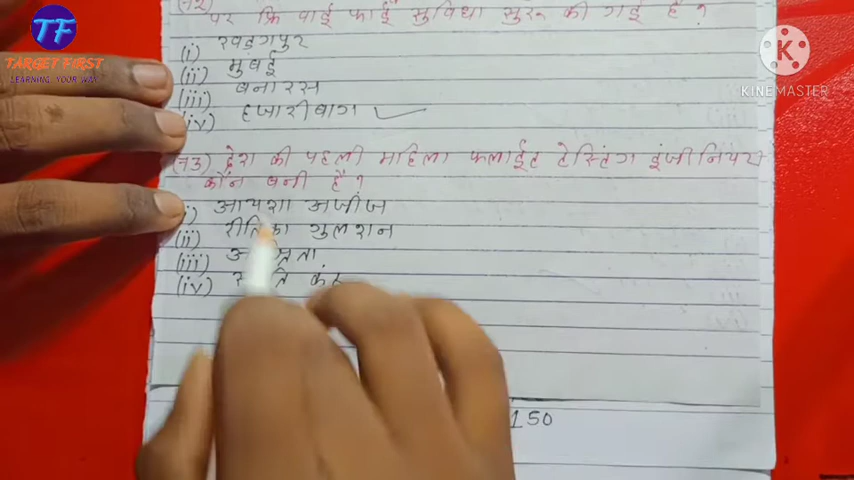 TF
TARGET FIRST
LEARNING, YOUR WAY
K
KINEMASTER
पर फ्रि वाई फाई सुविधा सुरू की गई है ?
(i) खड़गपुर
(ii) मुबई
(iii) बनारस
(iv) हजारीबाग
(73) देश की पहली महिला फ्लाईट टेस्टिंग इंजीनियर
कौन बनी है ?
(i) आयशा अजीज
(ii) रीतिका गुलशन
(iii)
(iv)
150